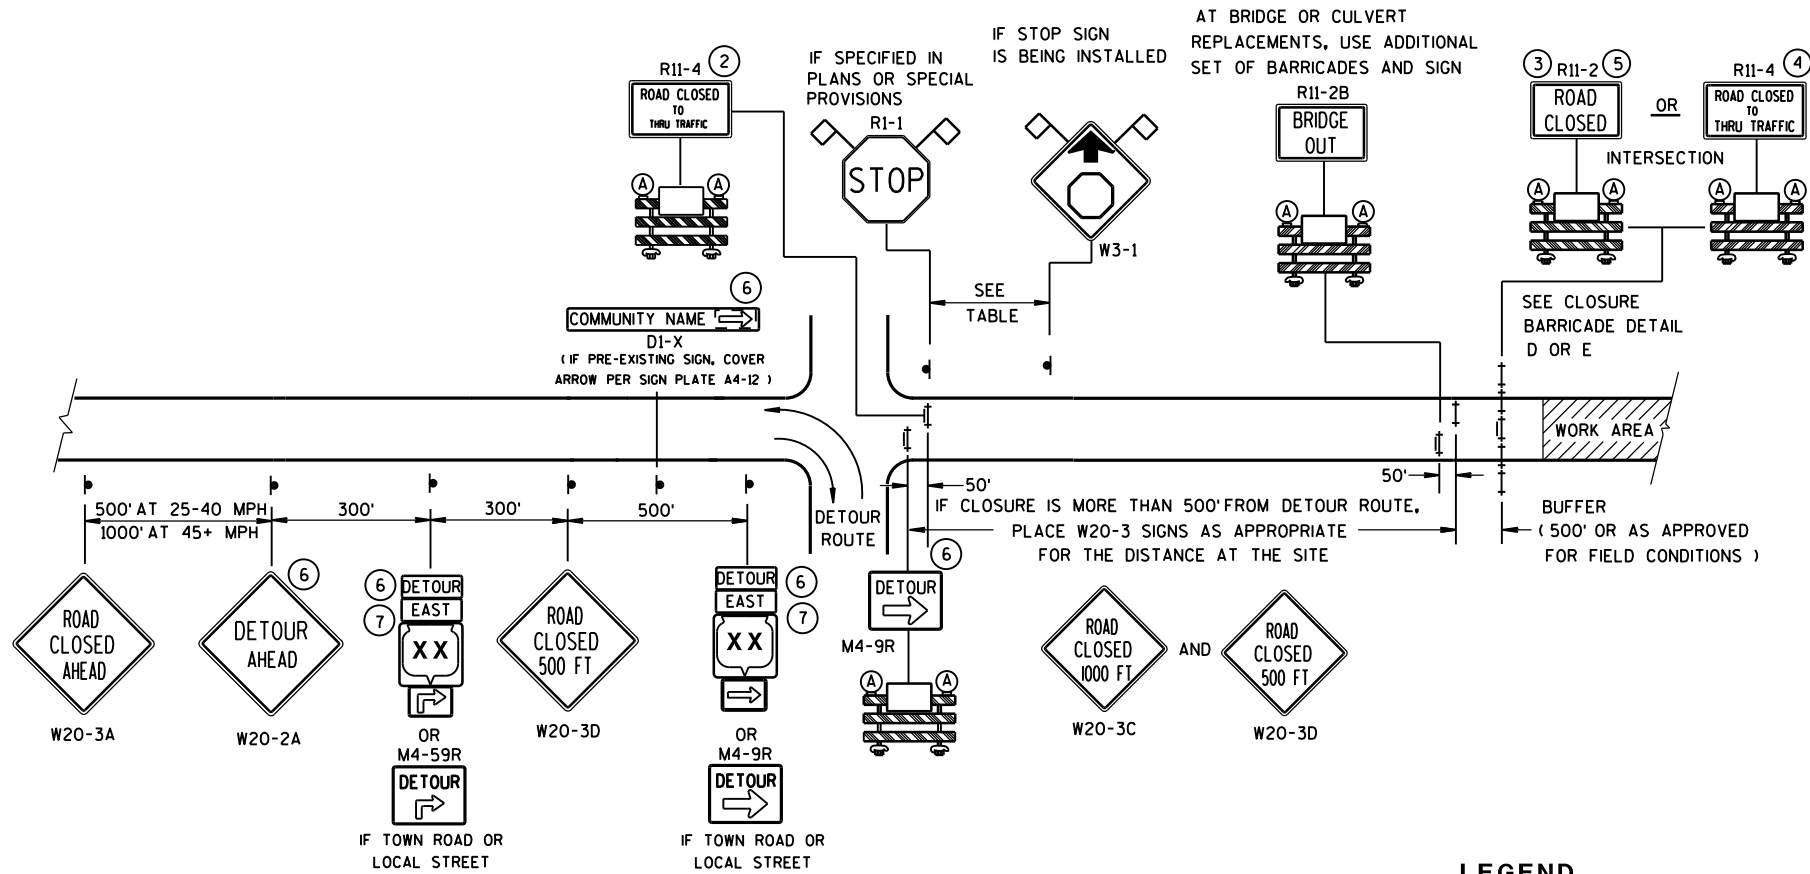 R11-4 2
ROAD CLOSED
TO
THRU TRAFFIC
A A
IF SPECIFIED IN
PLANS OR SPECIAL
PROVISIONS
R1-1
STOP
IF STOP SIGN
IS BEING INSTALLED
W3-1
SEE
TABLE
AT BRIDGE OR CULVERT
REPLACEMENTS, USE ADDITIONAL
SET OF BARRICADES AND SIGN
R11-2B
BRIDGE
OUT
A A
3 R11-2 5
ROAD
CLOSED
OR
R11-4 4
ROAD CLOSED
TO
THRU TRAFFIC
INTERSECTION
A A
A A
SEE CLOSURE
BARRICADE DETAIL
D OR E
6
COMMUNITY NAME
D1-X
(IF PRE-EXISTING SIGN, COVER
ARROW PER SIGN PLATE A4-12 )
WORK AREA
500' AT 25-40 MPH
1000' AT 45+ MPH
300'
300'
500'
DETOUR
ROUTE
50'
50'
IF CLOSURE IS MORE THAN 500' FROM DETOUR ROUTE,
PLACE W20-3 SIGNS AS APPROPRIATE
FOR THE DISTANCE AT THE SITE
BUFFER
( 500' OR AS APPROVED
FOR FIELD CONDITIONS )
ROAD
CLOSED
AHEAD
W20-3A
6
DETOUR
AHEAD
W20-2A
6
7
DETOUR
EAST
XX
OR
M4-59R
DETOUR
IF TOWN ROAD OR
LOCAL STREET
ROAD
CLOSED
500 FT
W20-3D
DETOUR
EAST
XX
6
7
OR
M4-9R
DETOUR
IF TOWN ROAD OR
LOCAL STREET
6
DETOUR
M4-9R
A A
ROAD
CLOSED
1000 FT
W20-3C
AND
ROAD
CLOSED
500 FT
W20-3D
LEGEND